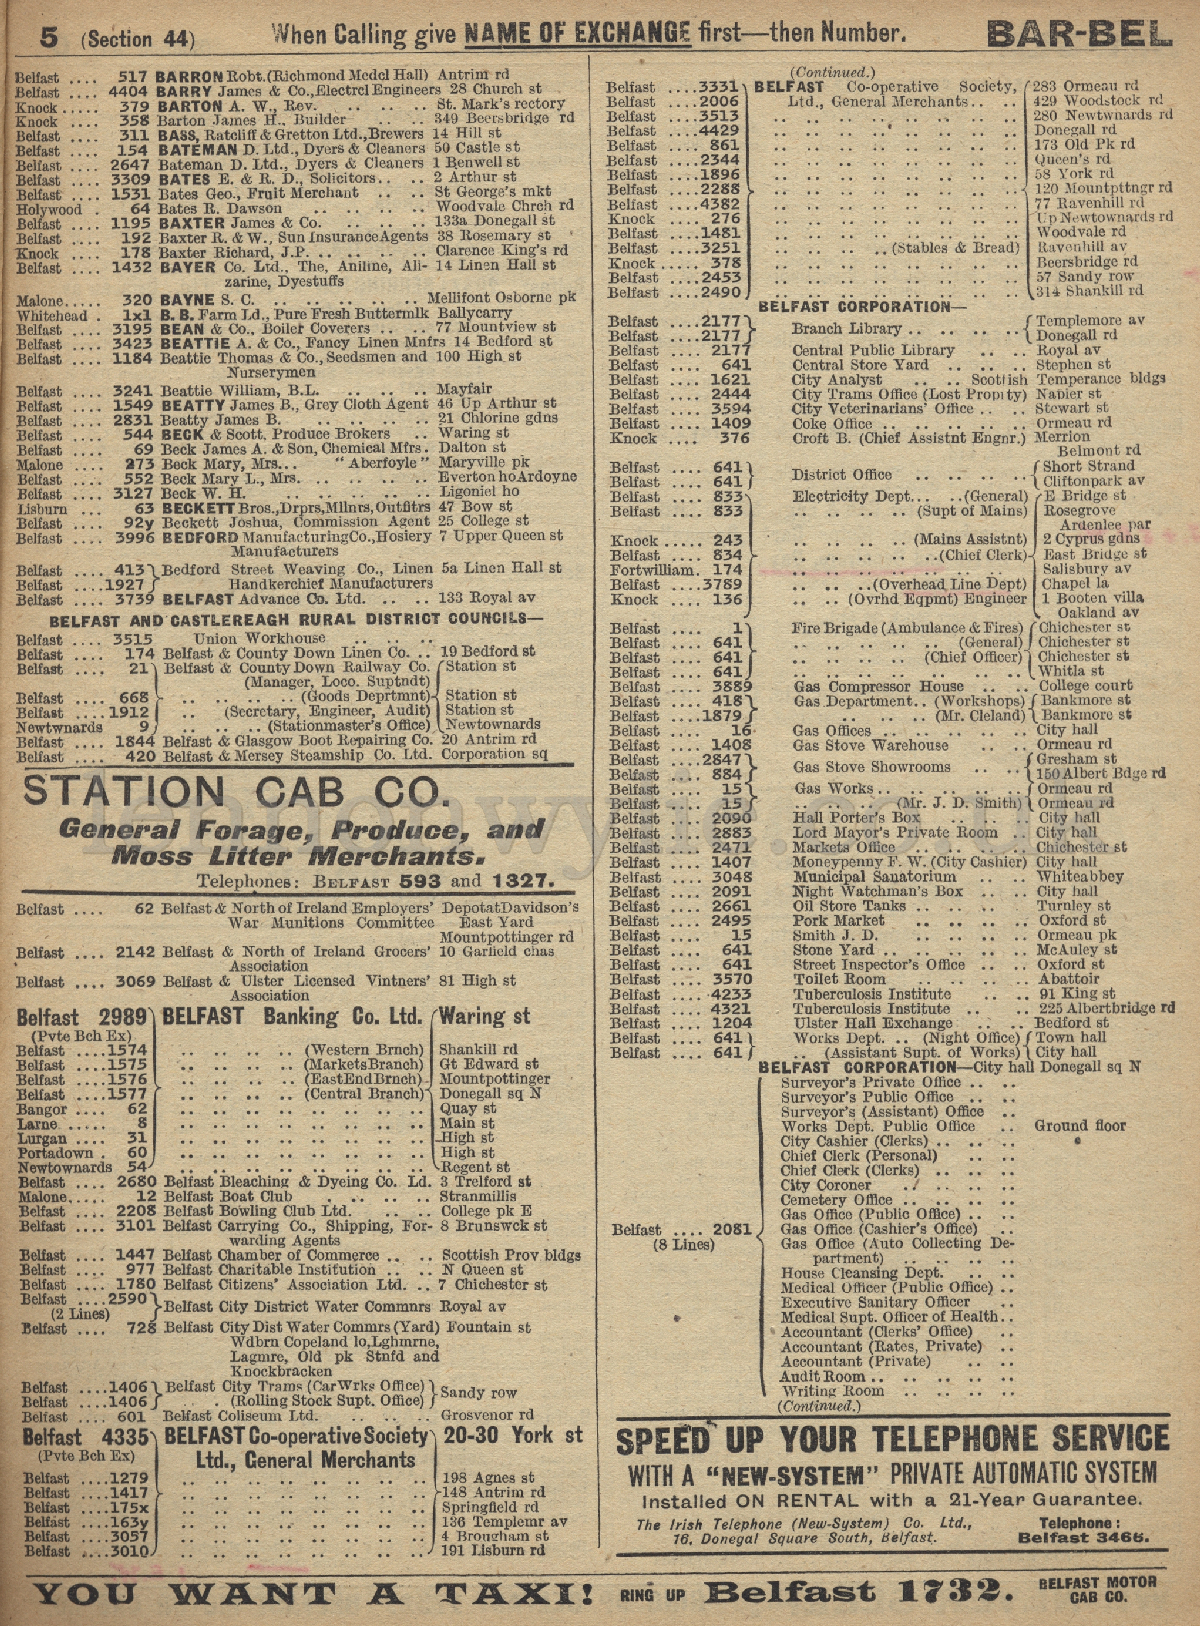 5 (Section 44) When Calling give NAME OF EXCHANGE first—then Number. BAR-BEL
Belfast .... 517 BARRON Robt.(Richmond Medcl Hall) Antrim rd
Belfast .... 4404 BARRY James & Co.,Electrcl Engineers 28 Church st
Knock..... 379 BARTON A. W., Rev. .. .. .. St. Mark's rectory
Knock .... 358 Barton James H., Builder .. .. 349 Beersbridge rd
Belfast .... 311 BASS, Ratcliff & Gretton Ltd.,Brewers 14 Hill st
Belfast .... 154 BATEMAN D. Ltd., Dyers & Cleaners 50 Castle st
Belfast .... 2647 Bateman D. Ltd., Dyers & Cleaners 1 Benwell st
Belfast .... 3309 BATES E. & R. D., Solicitors.. .. 2 Arthur st
Belfast .... 1531 Bates Geo., Fruit Merchant .. .. St George's mkt
Holywood . 64 Bates R. Dawson .. .. .. .. Woodvale Chrch rd
Belfast .... 1195 BAXTER James & Co. .. .. .. 133a Donegall st
Belfast .... 192 Baxter R. & W., Sun Insurance Agents 38 Rosemary st
Knock .... 178 Baxter Richard, J.P. .. .. .. .. Clarence King's rd
Belfast .... 1432 BAYER Co. Ltd., The, Aniline, Ali- 14 Linen Hall st
zarine, Dyestuffs
Malone..... 320 BAYNE S. C. .. .. .. .. .. Mellifont Osborne pk
Whitehead . 1x1 B. B. Farm Ld., Pure Fresh Buttermlk Ballycarry
Belfast .... 3195 BEAN & Co., Boiler Coverers .. .. 77 Mountview st
Belfast .... 3423 BEATTIE A. & Co., Fancy Linen Mnfrs 14 Bedford st
Belfast .... 1184 Beattie Thomas & Co., Seedsmen and 100 High st
Nurserymen
Belfast .... 3241 Beattie William, B.L. .. .. .. .. Mayfair
Belfast .... 1549 BEATTY James B., Grey Cloth Agent 46 Up Arthur st
Belfast .... 2831 Beatty James B. .. .. .. .. .. 21 Chlorine gdns
Belfast .... 544 BECK & Scott, Produce Brokers .. Waring st
Belfast .... 69 Beck James A. & Son, Chemical Mfrs. Dalton st
Malone .... 273 Beck Mary, Mrs... "Aberfoyle" Maryville pk
Belfast .... 552 Beck Mary L., Mrs. .. .. .. .. Everton ho Ardoyne
Belfast .... 3127 Beck W. H. .. .. .. .. .. Ligoniel ho
Lisburn .... 63 BECKETT Bros.,Drprs,Mllnrs,Outfitrs 47 Bow st
Belfast .... 92y Beckett Joshua, Commission Agent 25 College st
Belfast .... 3996 BEDFORD Manufacturing Co., Hosiery 7 Upper Queen st
Manufacturers
Belfast .... 413 Bedford Street Weaving Co., Linen 5a Linen Hall st
Belfast ....1927 Handkerchief Manufacturers
Belfast .... 3739 BELFAST Advance Co. Ltd. .. .. 133 Royal av
BELFAST AND CASTLEREAGH RURAL DISTRICT COUNCILS—
Belfast .... 3515 Union Workhouse .. .. .. ..
Belfast .... 174 Belfast & County Down Linen Co. .. 19 Bedford st
Belfast .... 21 Belfast & County Down Railway Co. Station st
(Manager, Loco. Suptndt)
Belfast .... 668 .. .. .. (Goods Deprtmnt) Station st
Belfast .... 1912 .. (Secretary, Engineer, Audit) Station st
Newtwnards 9 .. .. .. (Stationmaster's Office) Newtownards
Belfast .... 1844 Belfast & Glasgow Boot Repairing Co. 20 Antrim rd
Belfast .... 420 Belfast & Mersey Steamship Co. Ltd. Corporation sq
STATION CAB CO.
General Forage, Produce, and
Moss Litter Merchants.
Telephones: BELFAST 593 and 1327.
Belfast .... 62 Belfast & North of Ireland Employers' Depot at Davidson's
War Munitions Committee East Yard
Mountpottinger rd
Belfast .... 2142 Belfast & North of Ireland Grocers' 10 Garfield chas
Association
Belfast .... 3069 Belfast & Ulster Licensed Vintners' 81 High st
Association
Belfast 2989 BELFAST Banking Co. Ltd. Waring st
(Pvte Bch Ex)
Belfast ....1574 .. .. .. .. (Western Brnch) Shankill rd
Belfast ....1575 .. .. .. .. (Markets Branch) Gt Edward st
Belfast ....1576 .. .. .. .. (East End Brnch) Mountpottinger
Belfast ....1577 .. .. .. .. (Central Branch) Donegall sq N
Bangor .... 62 .. .. .. .. .. .. .. .. Quay st
Larne ..... 8 .. .. .. .. .. .. .. .. Main st
Lurgan .... 31 .. .. .. .. .. .. .. .. High st
Portadown . 60 .. .. .. .. .. .. .. .. High st
Newtownards 54 .. .. .. .. .. .. .. .. Regent st
Belfast .... 2680 Belfast Bleaching & Dyeing Co. Ld. 3 Trelford st
Malone..... 12 Belfast Boat Club .. .. .. .. Stranmillis
Belfast .... 2208 Belfast Bowling Club Ltd. .. .. College pk E
Belfast .... 3101 Belfast Carrying Co., Shipping, For- 8 Brunswck st
warding Agents
Belfast .... 1447 Belfast Chamber of Commerce .. .. Scottish Prov bldgs
Belfast .... 977 Belfast Charitable Institution .. .. N Queen st
Belfast .... 1780 Belfast Citizens' Association Ltd. .. 7 Chichester st
Belfast ....2590 Belfast City District Water Commnrs Royal av
(2 Lines)
Belfast .... 728 Belfast City Dist Water Commrs (Yard) Fountain st
Wdbrn Copeland lo,Lghmrne,
Lagmre, Old pk Stnfd and
Knockbracken
Belfast ....1406 Belfast City Trams (Car Wrks Office) Sandy row
Belfast ....1406 .. . (Rolling Stock Supt. Office)
Belfast .... 601 Belfast Coliseum Ltd. .. .. .. Grosvenor rd
Belfast 4335 BELFAST Co-operative Society 20-30 York st
(Pvte Bch Ex) Ltd., General Merchants
Belfast ....1279 .. .. .. .. .. .. .. .. 198 Agnes st
Belfast ....1417 .. .. .. .. .. .. .. .. 148 Antrim rd
Belfast ....175x .. .. .. .. .. .. .. .. Springfield rd
Belfast ....163y .. .. .. .. .. .. .. .. 136 Templemr av
Belfast .... 3057 .. .. .. .. .. .. .. .. 4 Brougham st
Belfast ....3010 .. .. .. .. .. .. .. .. 191 Lisburn rd
(Continued.)
Belfast ....3331 BELFAST Co-operative Society, 283 Ormeau rd
Belfast ....2006 Ltd., General Merchants.. .. 429 Woodstock rd
Belfast ....3513 .. .. .. .. .. .. .. 280 Newtwnards rd
Belfast ....4429 .. .. .. .. .. .. .. Donegall rd
Belfast .... 861 .. .. .. .. .. .. .. 173 Old Pk rd
Belfast ....2344 .. .. .. .. .. .. .. Queen's rd
Belfast ....1896 .. .. .. .. .. .. .. 58 York rd
Belfast ....2288 .. .. .. .. .. .. .. 120 Mountpttngr rd
Belfast ....4382 .. .. .. .. .. .. .. 77 Ravenhill rd
Knock .... 276 .. .. .. .. .. .. .. Up Newtownards rd
Belfast ....1481 .. .. .. .. .. .. .. Woodvale rd
Belfast ....3251 .. .. .. .. (Stables & Bread) Ravenhill av
Knock ..... 378 .. .. .. .. .. .. .. Beersbridge rd
Belfast ....2453 .. .. .. .. .. .. .. 57 Sandy row
Belfast ....2490 .. .. .. .. .. .. .. 314 Shankill rd
BELFAST CORPORATION—
Belfast ....2177 Branch Library .. .. .. .. Templemore av
Belfast ....2177 Donegall rd
Belfast .... 2177 Central Public Library .. .. Royal av
Belfast .... 641 Central Store Yard .. .. .. Stephen st
Belfast .... 1621 City Analyst .. .. Scottish Temperance bldgs
Belfast .... 2444 City Trams Office (Lost Propity) Napier st
Belfast .... 3594 City Veterinarians' Office .. .. Stewart st
Belfast .... 1409 Coke Office .. .. .. .. .. Ormeau rd
Knock .... 376 Croft B. (Chief Assistnt Engnr.) Merrion
Belmont rd
Belfast .... 641 District Office .. .. .. .. Short Strand
Belfast .... 641 Cliftonpark av
Belfast .... 833 Electricity Dept... ..(General) E Bridge st
Belfast .... 833 .. .. .. .. (Supt of Mains) Rosegrove
Ardenlee par
Knock .... 243 .. .. .. .. (Mains Assistnt) 2 Cyprus gdns
Belfast .... 834 .. .. .. .. ..(Chief Clerk) East Bridge st
Fortwilliam. 174 .. .. .. .. .. .. .. Salisbury av
Belfast .... 3789 .. .. ..(Overhead Line Dept) Chapel la
Knock .... 136 .. .. (Ovrhd Eqpmt) Engineer 1 Booten villa
Oakland av
Belfast .... 1 Fire Brigade (Ambulance & Fires) Chichester st
Belfast .... 641 .. .. .. .. .. (General) Chichester st
Belfast .... 641 .. .. .. .. (Chief Officer) Chichester st
Belfast .... 641 .. .. .. .. .. .. .. Whitla st
Belfast .... 3889 Gas Compressor House .. .. College court
Belfast .... 418 Gas Department.. (Workshops) Bankmore st
Belfast ....1879 .. .. .. .. (Mr. Cleland) Bankmore st
Belfast .... 16 Gas Offices .. .. .. .. .. City hall
Belfast .... 1408 Gas Stove Warehouse .. .. Ormeau rd
Belfast ....2847 Gas Stove Showrooms .. .. Gresham st
Belfast .... 884 150 Albert Bdge rd
Belfast .... 15 Gas Works .. .. .. .. .. Ormeau rd
Belfast .... 15 .. .. .. .. (Mr. J. D. Smith) Ormeau rd
Belfast .... 2090 Hall Porter's Box .. .. .. City hall
Belfast .... 2883 Lord Mayor's Private Room .. .. City hall
Belfast .... 2471 Markets Office .. .. .. .. Chichester st
Belfast .... 1407 Moneypenny F. W. (City Cashier) City hall
Belfast .... 3048 Municipal Sanatorium .. .. Whiteabbey
Belfast .... 2091 Night Watchman's Box .. .. City hall
Belfast .... 2661 Oil Store Tanks .. .. .. .. Turnley st
Belfast .... 2495 Pork Market .. .. .. .. Oxford st
Belfast .... 15 Smith J. D. .. .. .. .. .. Ormeau pk
Belfast .... 641 Stone Yard .. .. .. .. .. McAuley st
Belfast .... 641 Street Inspector's Office .. .. Oxford st
Belfast .... 3570 Toilet Room .. .. .. .. Abattoir
Belfast .... 4233 Tuberculosis Institute .. .. 91 King st
Belfast .... 4321 Tuberculosis Institute .. .. 225 Albertbridge rd
Belfast .... 1204 Ulster Hall Exchange .. .. Bedford st
Belfast .... 641 Works Dept. .. (Night Office) Town hall
Belfast .... 641 .. (Assistant Supt. of Works) City hall
BELFAST CORPORATION—City hall Donegall sq N
Surveyor's Private Office .. ..
Surveyor's Public Office .. ..
Surveyor's (Assistant) Office ..
Works Dept. Public Office .. Ground floor
City Cashier (Clerks) .. .. ..
Chief Clerk (Personal) .. ..
Chief Clerk (Clerks) .. .. ..
City Coroner .. .. .. ..
Cemetery Office .. .. .. ..
Gas Office (Public Office) .. ..
Belfast .... 2081 Gas Office (Cashier's Office) ..
(8 Lines) Gas Office (Auto Collecting De-
partment) .. .. .. ..
House Cleansing Dept. .. ..
Medical Officer (Public Office) ..
Executive Sanitary Officer ..
Medical Supt. Officer of Health..
Accountant (Clerks' Office) ..
Accountant (Rates, Private) ..
Accountant (Private) .. ..
Audit Room .. .. .. .. ..
Writing Room .. .. .. ..
(Continued.)
SPEED UP YOUR TELEPHONE SERVICE
WITH A "NEW-SYSTEM" PRIVATE AUTOMATIC SYSTEM
Installed ON RENTAL with a 21-Year Guarantee.
The Irish Telephone (New-System) Co. Ltd., Telephone:
16, Donegal Square South, Belfast. Belfast 3465.
YOU WANT A TAXI! RING UP Belfast 1732. BELFAST MOTOR
CAB CO.